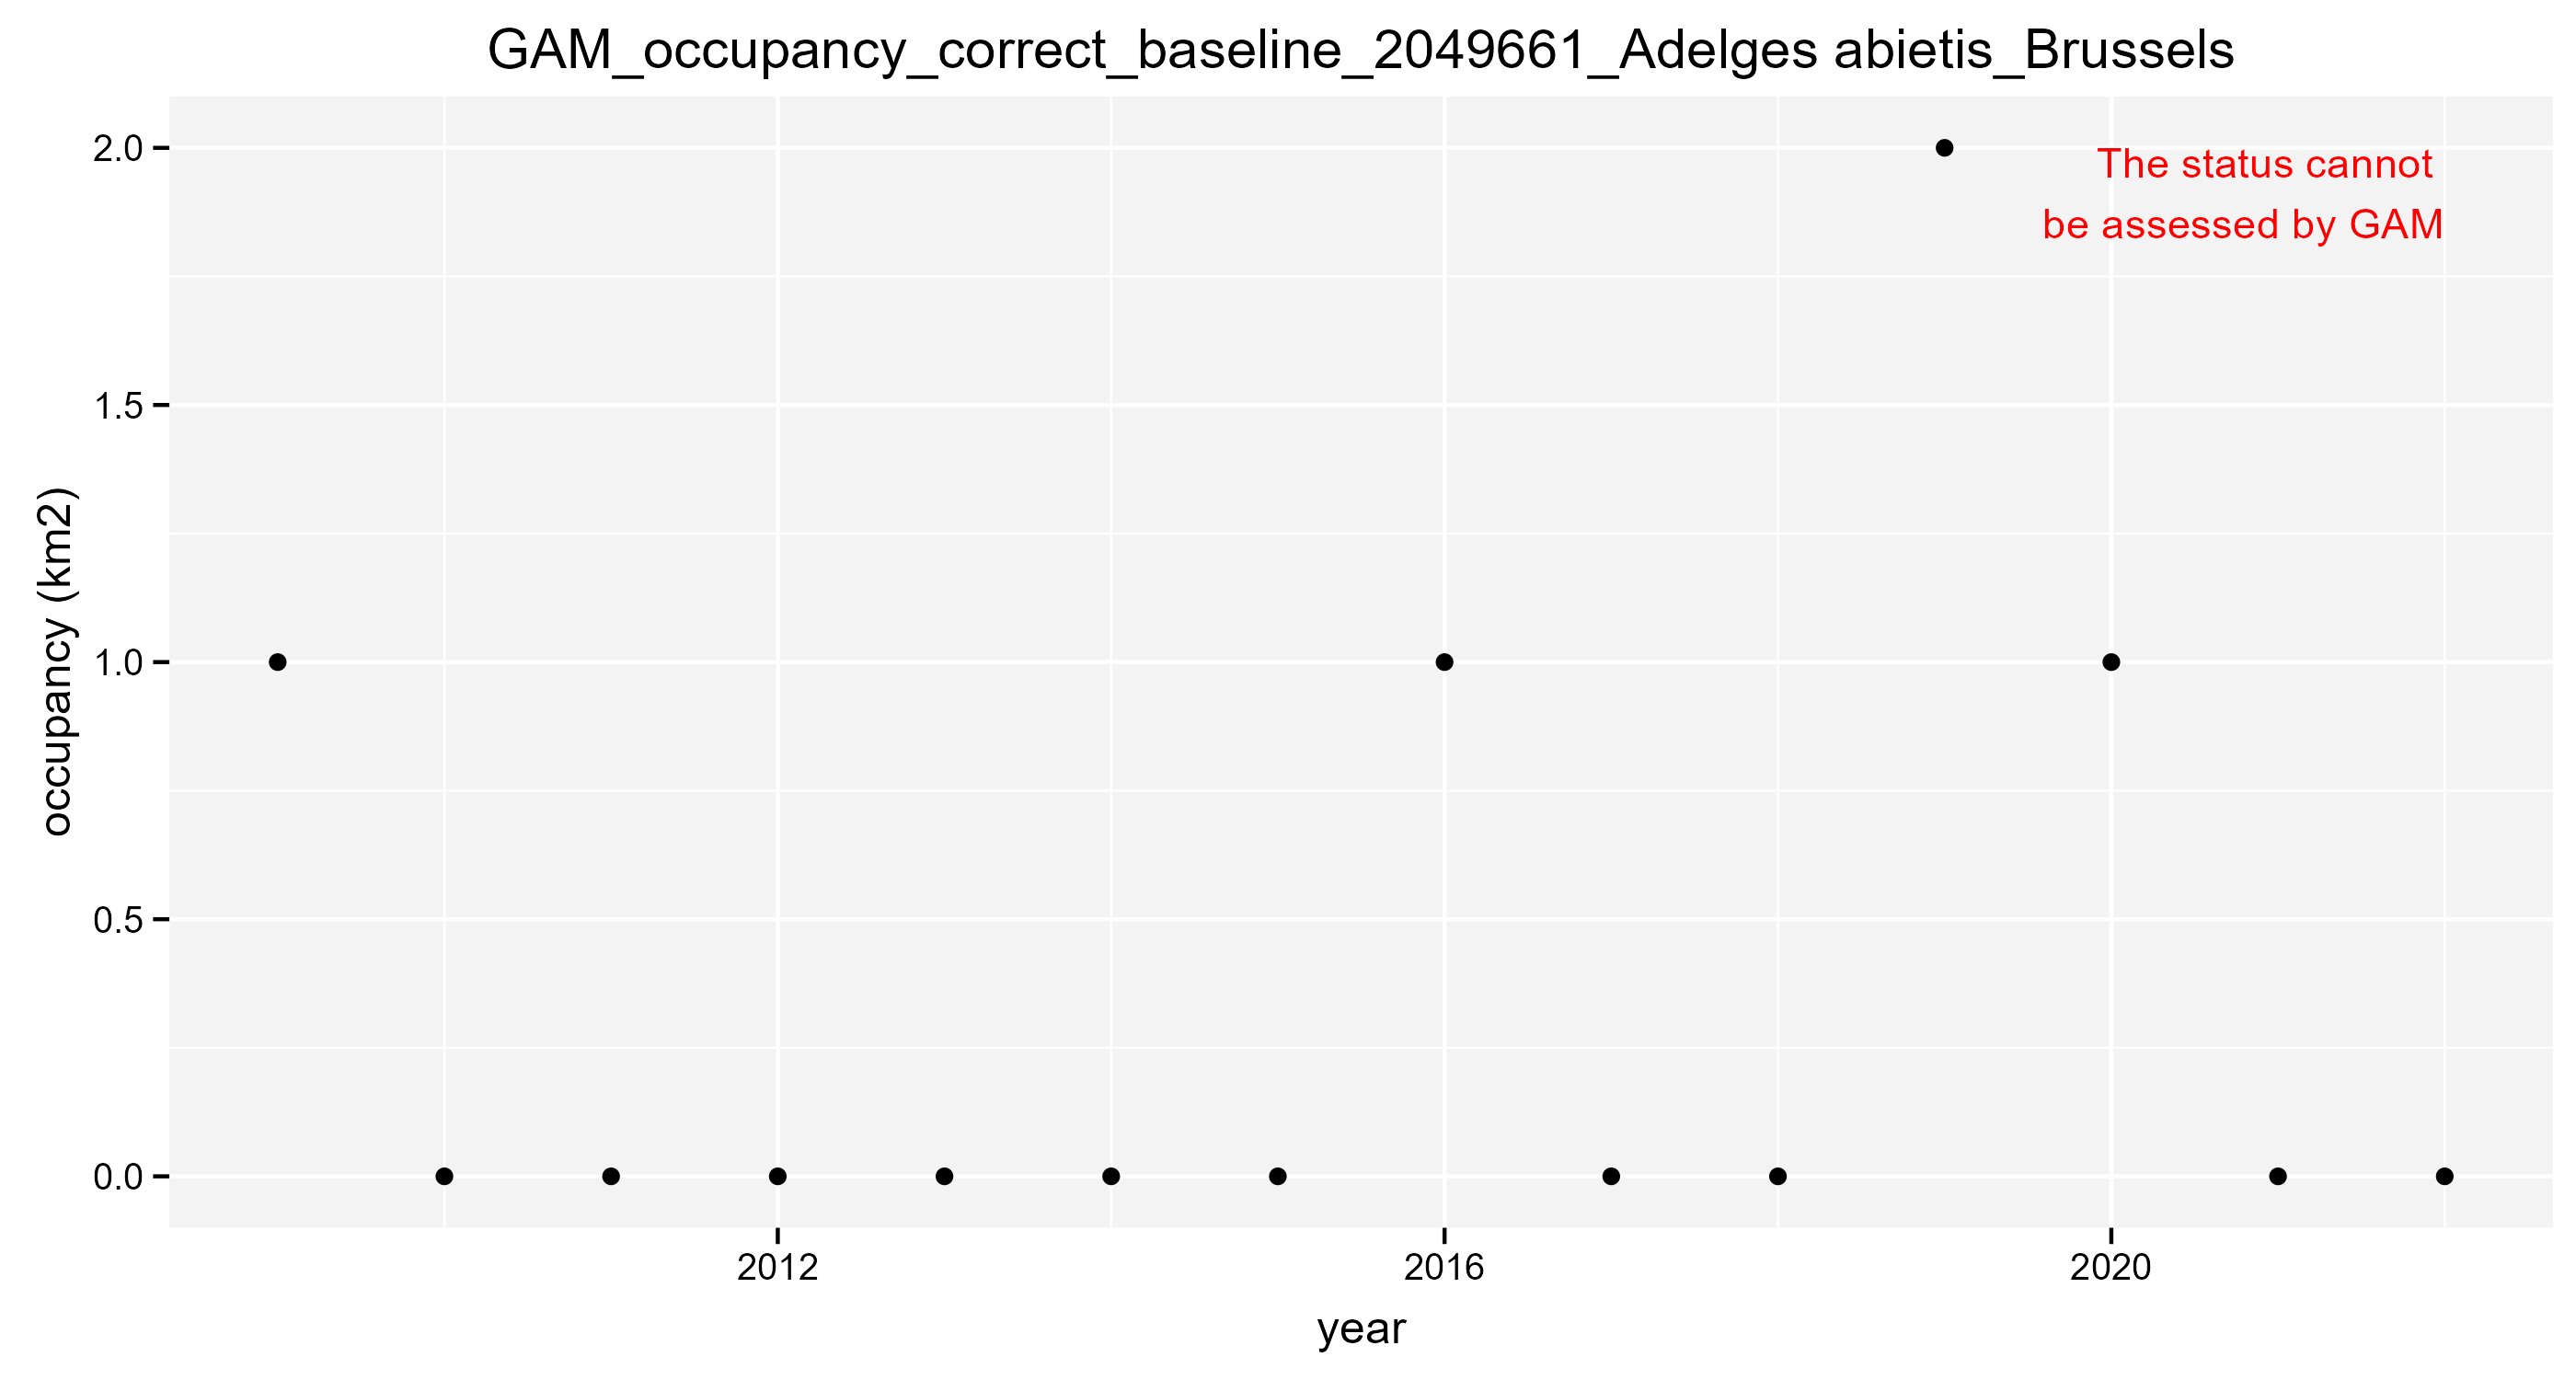 GAM_occupancy_correct_baseline_2049661_Adelges abietis_Brussels
The status cannot
be assessed by GAM
occupancy (km2)
2.0
1.5
1.0
0.5
0.0
2012 2016 2020
year